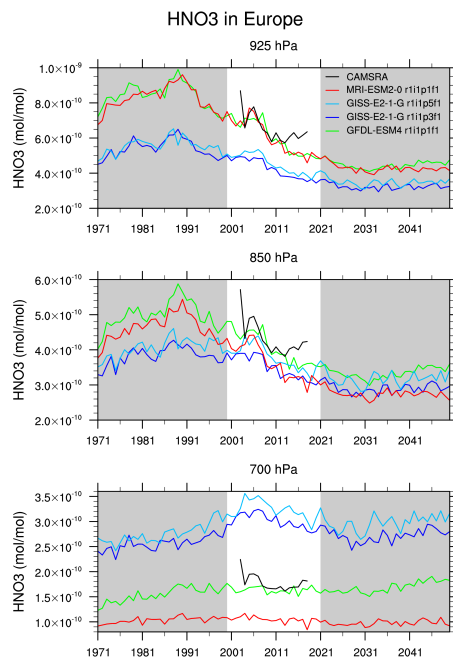 HNO3 in Europe
925 hPa
HNO3 (mol/mol)
1.0×10⁻⁹
8.0×10⁻¹⁰
6.0×10⁻¹⁰
4.0×10⁻¹⁰
2.0×10⁻¹⁰
CAMSRA
MRI-ESM2-0 r1i1p1f1
GISS-E2-1-G r1i1p5f1
GISS-E2-1-G r1i1p3f1
GFDL-ESM4 r1i1p1f1
1971 1981 1991 2001 2011 2021 2031 2041
850 hPa
HNO3 (mol/mol)
6.0×10⁻¹⁰
5.0×10⁻¹⁰
4.0×10⁻¹⁰
3.0×10⁻¹⁰
2.0×10⁻¹⁰
1971 1981 1991 2001 2011 2021 2031 2041
700 hPa
HNO3 (mol/mol)
3.5×10⁻¹⁰
3.0×10⁻¹⁰
2.5×10⁻¹⁰
2.0×10⁻¹⁰
1.5×10⁻¹⁰
1.0×10⁻¹⁰
1971 1981 1991 2001 2011 2021 2031 2041